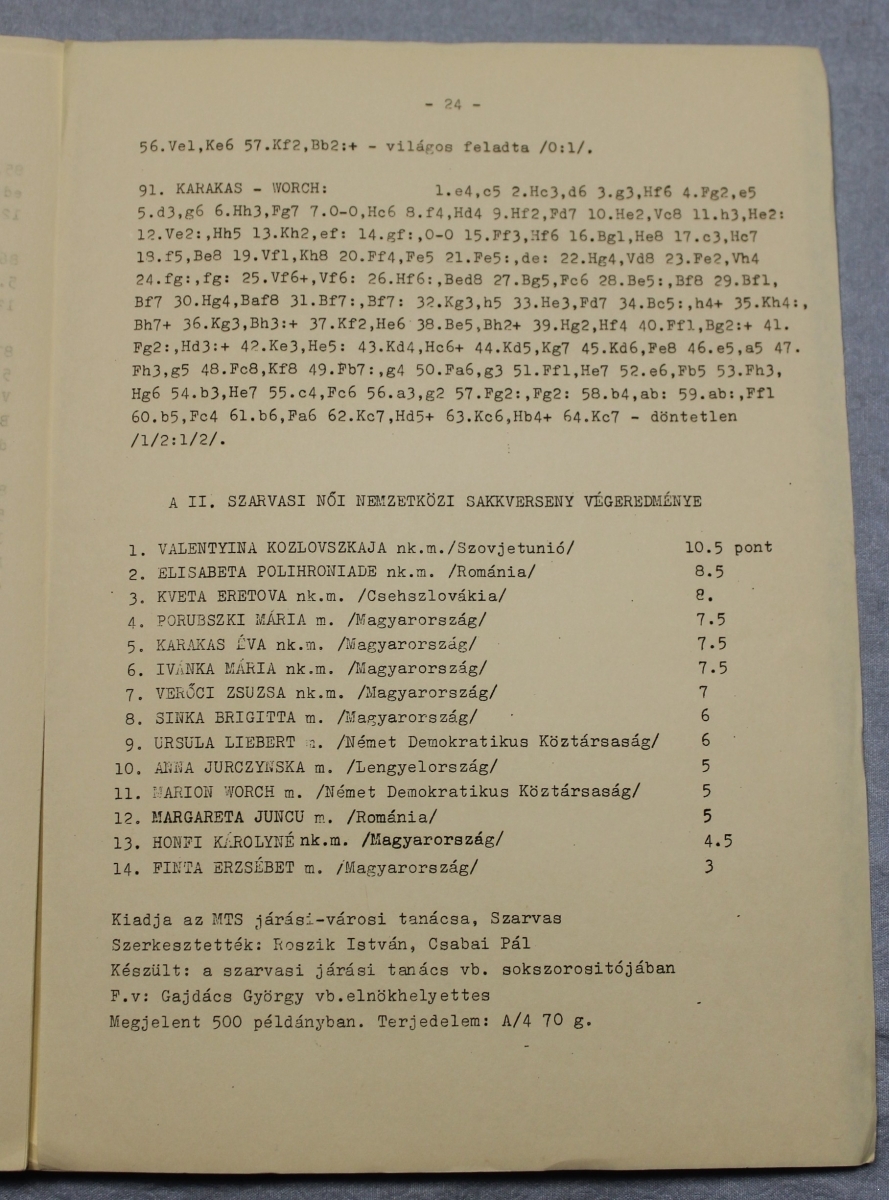 - 24 -
56.Ve1,Ke6 57.Kf2,Bb2:+ - világos feladta /0:1/.
91. KARAKAS - WORCH: 1.e4,c5 2.Hc3,d6 3.g3,Hf6 4.Fg2,e5
5.d3,g6 6.Hh3,Fg7 7.0-0,Hc6 8.f4,Hd4 9.Hf2,Fd7 10.He2,Vc8 11.h3,He2:
12.Ve2:,Hh5 13.Kh2,ef: 14.gf:,0-0 15.Ff3,Hf6 16.Bg1,He8 17.c3,Hc7
18.f5,Be8 19.Vf1,Kh8 20.Ff4,Fe5 21.Fe5:,de: 22.Hg4,Vd8 23.Fe2,Vh4
24.fg:,fg: 25.Vf6+,Vf6: 26.Hf6:,Bed8 27.Bg5,Fc6 28.Be5:,Bf8 29.Bf1,
Bf7 30.Hg4,Baf8 31.Bf7:,Bf7: 32.Kg3,h5 33.He3,Fd7 34.Bc5:,h4+ 35.Kh4:,
Bh7+ 36.Kg3,Bh3:+ 37.Kf2,He6 38.Be5,Bh2+ 39.Hg2,Hf4 40.Ff1,Bg2:+ 41.
Fg2:,Hd3:+ 42.Ke3,He5: 43.Kd4,Hc6+ 44.Kd5,Kg7 45.Kd6,Fe8 46.e5,a5 47.
Fh3,g5 48.Fc8,Kf8 49.Fb7:,g4 50.Fa6,g3 51.Ff1,He7 52.e6,Fb5 53.Fh3,
Hg6 54.b3,He7 55.c4,Fc6 56.a3,g2 57.Fg2:,Fg2: 58.b4,ab: 59.ab:,Ff1
60.b5,Fc4 61.b6,Fa6 62.Kc7,Hd5+ 63.Kc6,Hb4+ 64.Kc7 - döntetlen
/1/2:1/2/.
A II. SZARVASI NŐI NEMZETKÖZI SAKKVERSENY VÉGEREDMÉNYE
1. VALENTYINA KOZLOVSZKAJA nk.m./Szovjetunió/ 10.5 pont
2. ELISABETA POLIHRONIADE nk.m. /Románia/ 8.5
3. KVETA ERETOVA nk.m. /Csehszlovákia/ 8.
4. PORUBSZKI MÁRIA m. /Magyarország/ 7.5
5. KARAKAS ÉVA nk.m. /Magyarország/ 7.5
6. IVÁNKA MÁRIA nk.m. /Magyarország/ 7.5
7. VERŐCI ZSUZSA nk.m. /Magyarország/ 7
8. SINKA BRIGITTA m. /Magyarország/ 6
9. URSULA LIEBERT m. /Német Demokratikus Köztársaság/ 6
10. ANNA JURCZYNSKA m. /Lengyelország/ 5
11. MARION WORCH m. /Német Demokratikus Köztársaság/ 5
12. MARGARETA JUNCU m. /Románia/ 5
13. HONFI KÁROLYNÉ nk.m. /Magyarország/ 4.5
14. FINTA ERZSÉBET m. /Magyarország/ 3
Kiadja az MTS járási-városi tanácsa, Szarvas
Szerkesztették: Roszik István, Csabai Pál
Készült: a szarvasi járási tanács vb. sokszorositójában
F.v: Gajdács György vb.elnökhelyettes
Megjelent 500 példányban. Terjedelem: A/4 70 g.